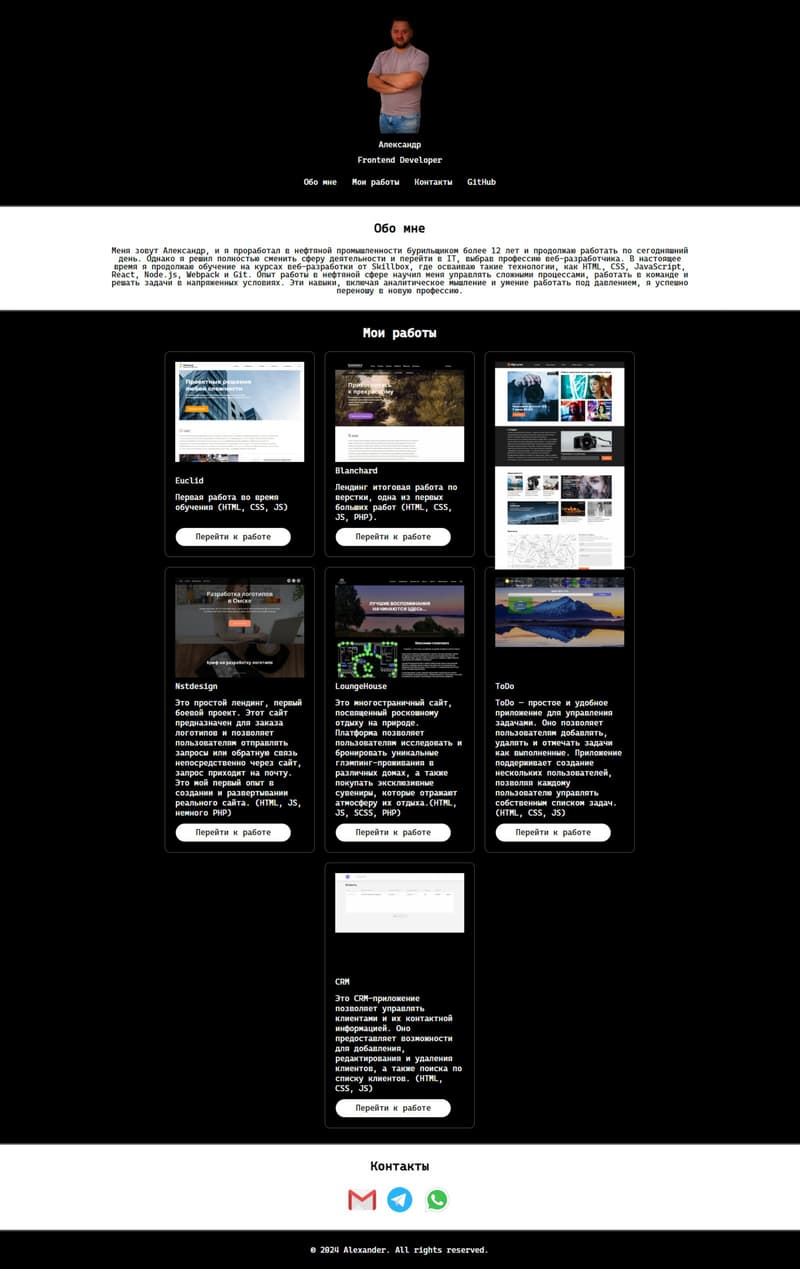 Александр
Frontend Developer
Обо мне Мои работы Контакты GitHub
Обо мне
Меня зовут Александр, и я проработал в нефтяной промышленности бурильщиком более 12 лет и продолжаю работать по сегодняшний
день. Однако я решил полностью сменить сферу деятельности и перейти в IT, выбрав профессию веб-разработчика. В настоящее
время я продолжаю обучение на курсах веб-разработки от Skillbox, где осваиваю такие технологии, как HTML, CSS, JavaScript,
React, Node.js, Webpack и Git. Опыт работы в нефтяной сфере научил меня управлять сложными процессами, работать в команде и
решать задачи в напряженных условиях. Эти навыки, включая аналитическое мышление и умение работать под давлением, я успешно
переношу в новую профессию.
Мои работы
Проектные решения
любой сложности
Euclid
Первая работа во время
обучения (HTML, CSS, JS)
Перейти к работе
к прекрасному
Blanchard
Лендинг итоговая работа по
верстки, одна из первых
больших работ (HTML, CSS,
JS, PHP).
Перейти к работе
Разработка логотипов
в Омске
Бриф на разработку логотипа
Nstdesign
Это простой лендинг, первый
боевой проект. Этот сайт
предназначен для заказа
логотипов и позволяет
пользователям отправлять
запросы или обратную связь
непосредственно через сайт,
запрос приходит на почту.
Это мой первый опыт в
создании и развертывании
реального сайта. (HTML, JS,
немного PHP)
Перейти к работе
ЛУЧШИЕ ВОСПОМИНАНИЯ
НАЧИНАЮТСЯ ЗДЕСЬ...
LoungeHouse
Это многостраничный сайт,
посвященный роскошному
отдыху на природе.
Платформа позволяет
пользователям исследовать и
бронировать уникальные
глэмпинг-проживания в
различных домах, а также
покупать эксклюзивные
сувениры, которые отражают
атмосферу их отдыха.(HTML,
JS, SCSS, PHP)
Перейти к работе
ToDo
ToDo – простое и удобное
приложение для управления
задачами. Оно позволяет
пользователям добавлять,
удалять и отмечать задачи
как выполненные. Приложение
поддерживает создание
нескольких пользователей,
позволяя каждому
пользователю управлять
собственным списком задач.
(HTML, CSS, JS)
Перейти к работе
CRM
Это CRM-приложение
позволяет управлять
клиентами и их контактной
информацией. Оно
предоставляет возможности
для добавления,
редактирования и удаления
клиентов, а также поиска по
списку клиентов. (HTML,
CSS, JS)
Перейти к работе
Контакты
© 2024 Alexander. All rights reserved.